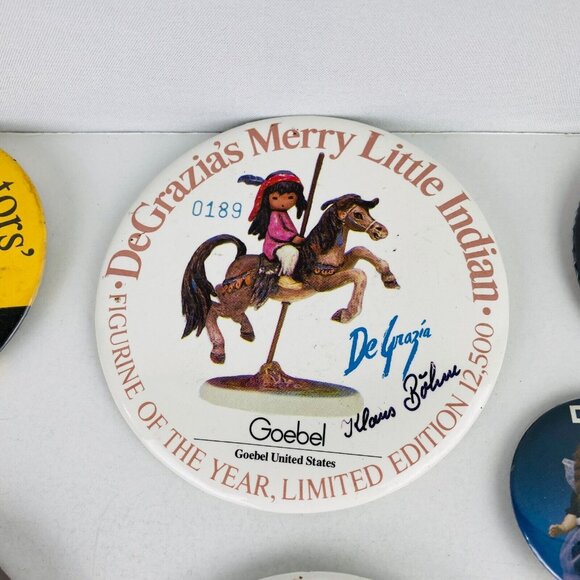 tors'
·DeGrazia's Merry Little Indian·
0189
De Grazia
Klaus Böhm
Goebel
Goebel United States
FIGURINE OF THE YEAR, LIMITED EDITION 12,500